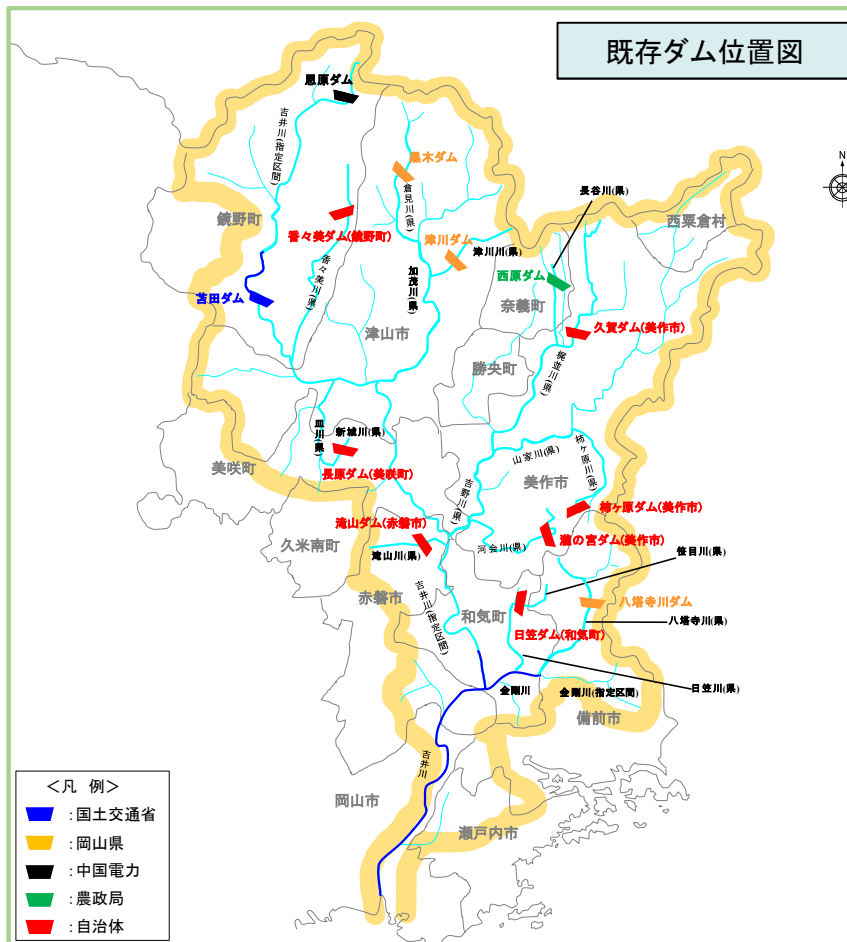 既存ダム位置図
恩原ダム
N
吉井川(指定区間)
黒木ダム
倉見川(県)
長谷川(県)
西粟倉村
鏡野町
香々美ダム(鏡野町)
津川ダム
津川川(県)
西原ダム
香々美川(県)
加茂川(県)
奈義町
苫田ダム
津山市
久賀ダム(美作市)
勝央町
梶並川(県)
皿川(県)
新城川(県)
柿ヶ原川(県)
山家川(県)
美咲町
長原ダム(美咲町)
美作市
吉野川(県)
柿ヶ原ダム(美作市)
滝山ダム(赤磐市)
瀧の宮ダム(美作市)
久米南町
滝山川(県)
河会川(県)
笹目川(県)
赤磐市
吉井川(指定区間)
和気町
八塔寺川ダム
日笠ダム(和気町)
八塔寺川(県)
金剛川
金剛川(指定区間)
日笠川(県)
備前市
吉井川
岡山市
瀬戸内市
<凡 例>
:国土交通省
:岡山県
:中国電力
:農政局
:自治体